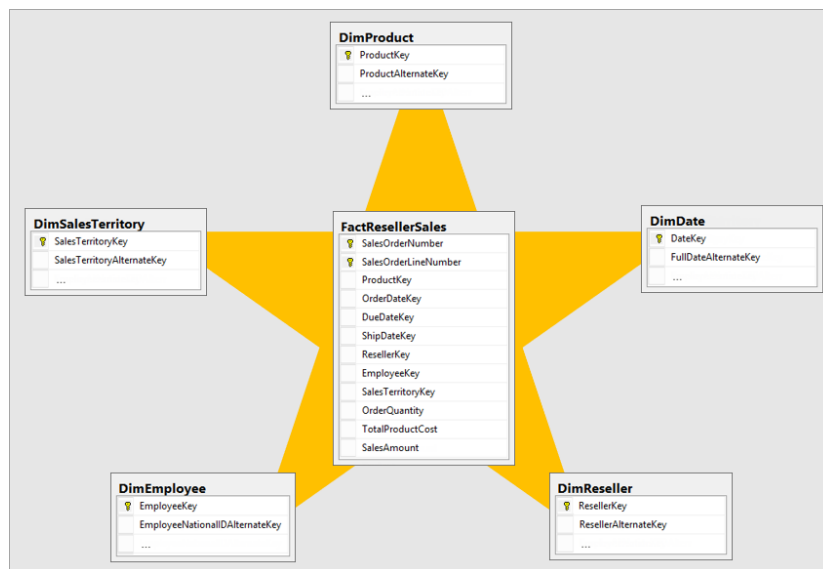 DimProduct
ProductKey
ProductAlternateKey
...
DimSalesTerritory
SalesTerritoryKey
SalesTerritoryAlternateKey
...
FactResellerSales
SalesOrderNumber
SalesOrderLineNumber
ProductKey
OrderDateKey
DueDateKey
ShipDateKey
ResellerKey
EmployeeKey
SalesTerritoryKey
OrderQuantity
TotalProductCost
SalesAmount
DimDate
DateKey
FullDateAlternateKey
...
DimEmployee
EmployeeKey
EmployeeNationalIDAlternateKey
...
DimReseller
ResellerKey
ResellerAlternateKey
...